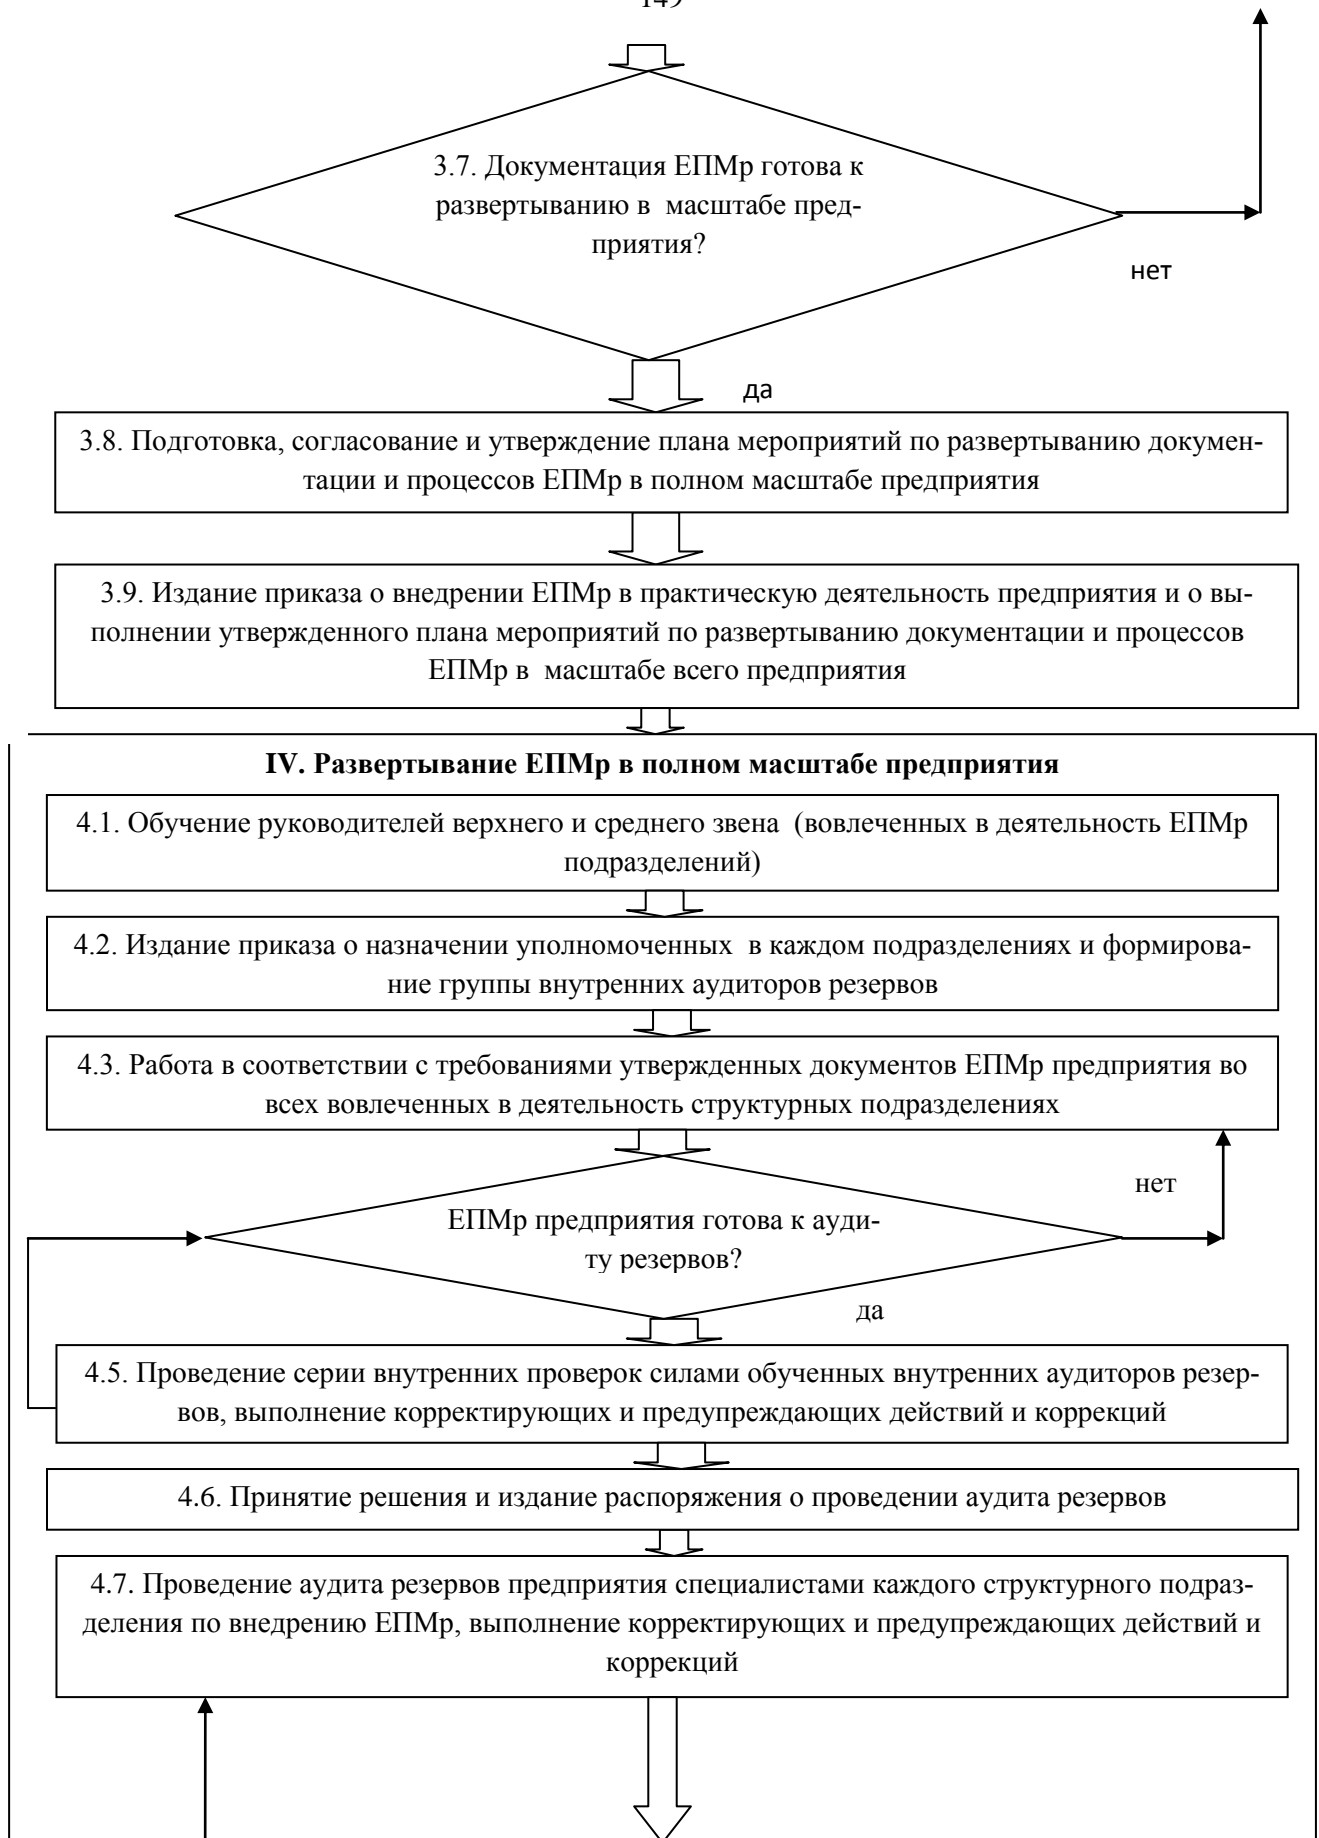 149
3.7. Документация ЕПМр готова к
развертыванию в  масштабе пред-
приятия?
нет
да
3.8. Подготовка, согласование и утверждение плана мероприятий по развертыванию докумен-
тации и процессов ЕПМр в полном масштабе предприятия
3.9. Издание приказа о внедрении ЕПМр в практическую деятельность предприятия и о вы-
полнении утвержденного плана мероприятий по развертыванию документации и процессов
ЕПМр в  масштабе всего предприятия
IV. Развертывание ЕПМр в полном масштабе предприятия
4.1. Обучение руководителей верхнего и среднего звена  (вовлеченных в деятельность ЕПМр
подразделений)
4.2. Издание приказа о назначении уполномоченных  в каждом подразделениях и формирова-
ние группы внутренних аудиторов резервов
4.3. Работа в соответствии с требованиями утвержденных документов ЕПМр предприятия во
всех вовлеченных в деятельность структурных подразделениях
нет
ЕПМр предприятия готова к ауди-
ту резервов?
да
4.5. Проведение серии внутренних проверок силами обученных внутренних аудиторов резер-
вов, выполнение корректирующих и предупреждающих действий и коррекций
4.6. Принятие решения и издание распоряжения о проведении аудита резервов
4.7. Проведение аудита резервов предприятия специалистами каждого структурного подраз-
деления по внедрению ЕПМр, выполнение корректирующих и предупреждающих действий и
коррекций